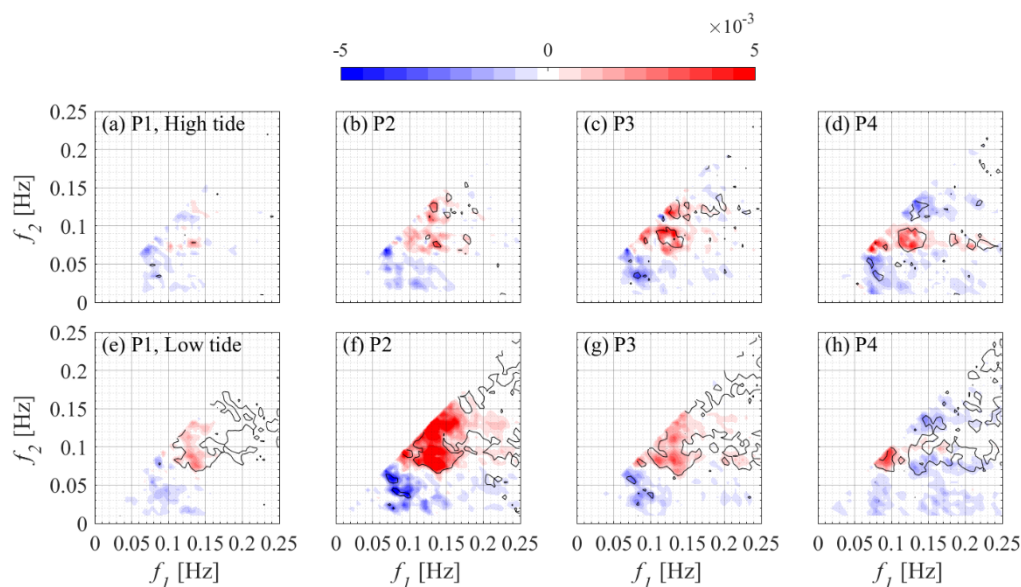 ×10⁻³
-5 0 5
0.25 (a) P1, High tide (b) P2 (c) P3 (d) P4
0.2
0.15
0.1
0.05
0
f₂ [Hz]
0.25 (e) P1, Low tide (f) P2 (g) P3 (h) P4
0.2
0.15
0.1
0.05
0
f₂ [Hz]
0 0.05 0.1 0.15 0.2 0.25 0 0.05 0.1 0.15 0.2 0.25 0 0.05 0.1 0.15 0.2 0.25 0 0.05 0.1 0.15 0.2 0.25
f₁ [Hz] f₁ [Hz] f₁ [Hz] f₁ [Hz]